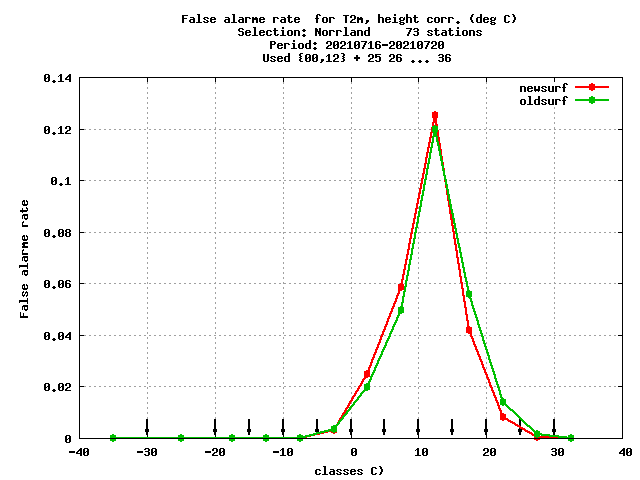 False alarme rate  for T2m, height corr. (deg C)
Selection: Norrland     73 stations
Period: 20210716-20210720
Used {00,12} + 25 26 ... 36
newsurf
oldsurf
0.14
0.12
0.1
0.08
0.06
0.04
0.02
0
False alarme rate
-40 -30 -20 -10 0 10 20 30 40
classes C)